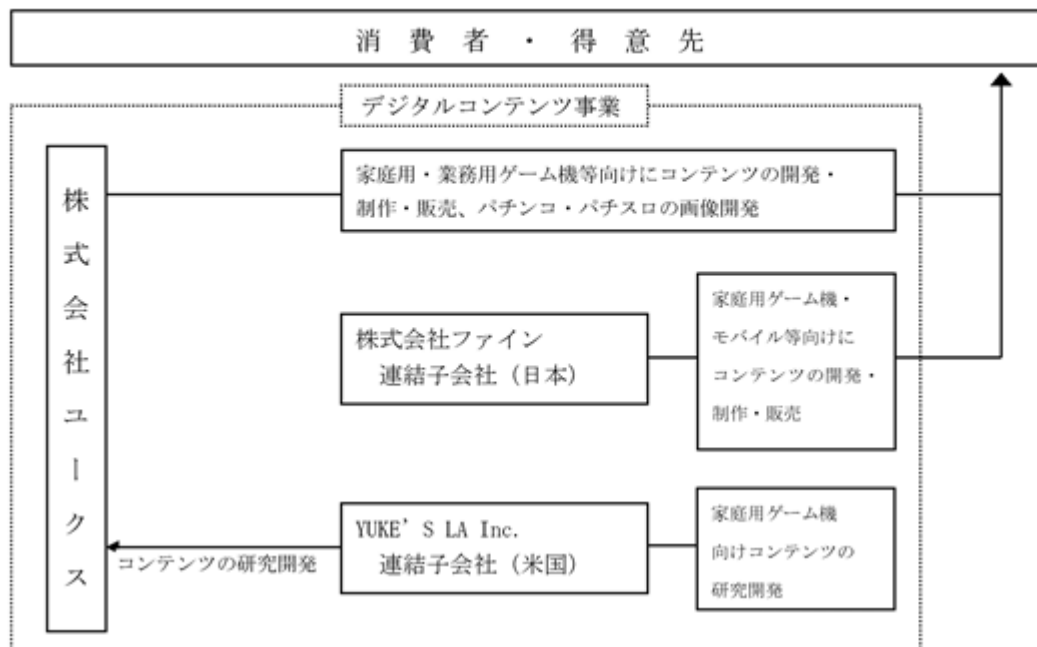 消費者・得意先
デジタルコンテンツ事業
株式会社ユークス
家庭用・業務用ゲーム機等向けにコンテンツの開発・
制作・販売、パチンコ・パチスロの画像開発
株式会社ファイン
連結子会社（日本）
家庭用ゲーム機・
モバイル等向けに
コンテンツの開発・
制作・販売
YUKE’S LA Inc.
連結子会社（米国）
コンテンツの研究開発
家庭用ゲーム機
向けコンテンツの
研究開発